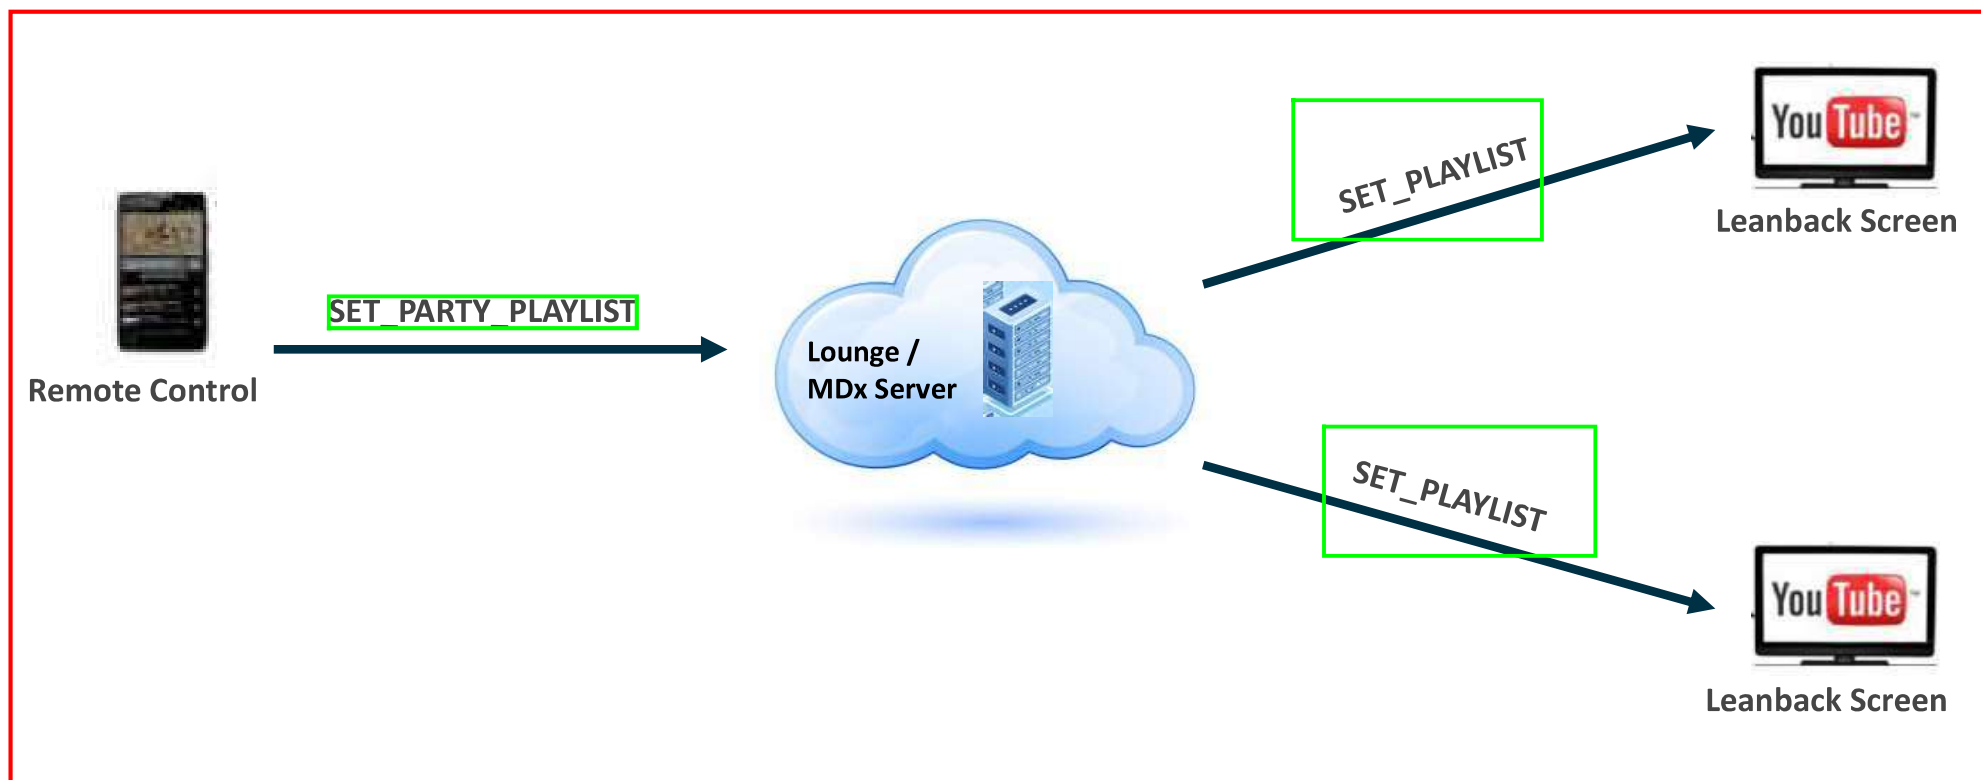 YouTube
SET_PLAYLIST
Leanback Screen
SET_PARTY_PLAYLIST
Lounge /
MDx Server
Remote Control
SET_PLAYLIST
YouTube
Leanback Screen